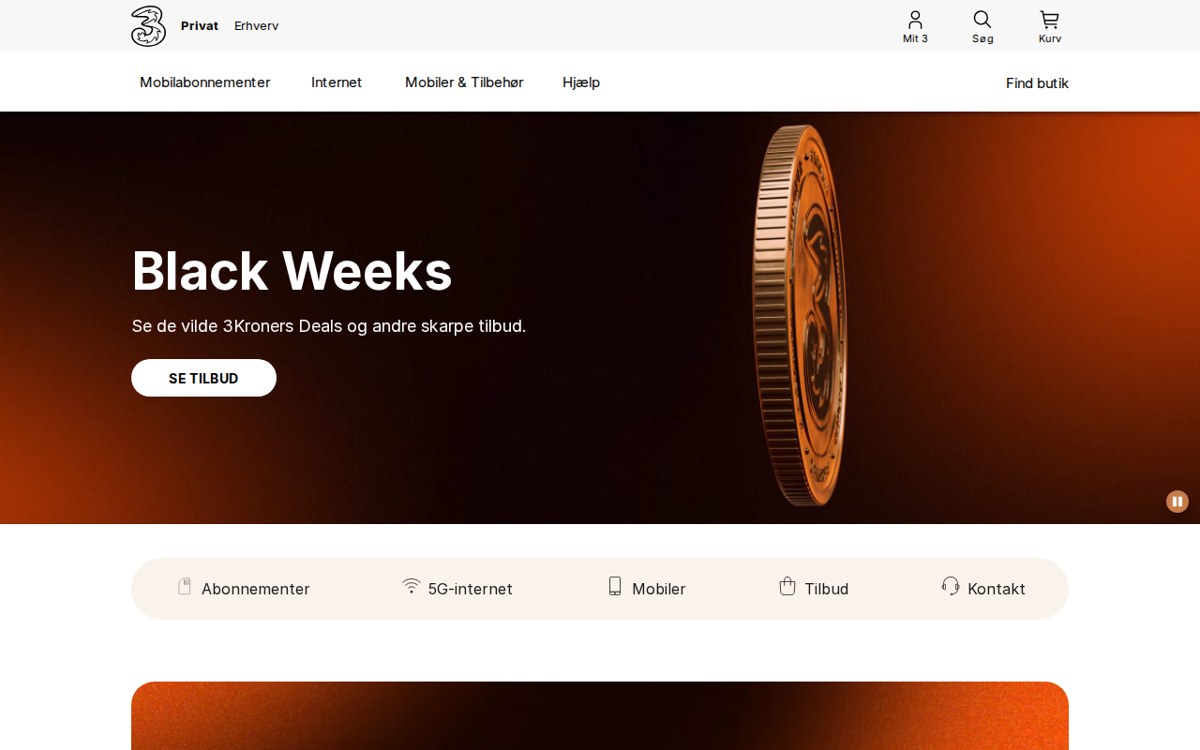 Privat
Erhverv
Mit 3
Søg
Kurv
Mobilabonnementer
Internet
Mobiler & Tilbehør
Hjælp
Find butik
Black Weeks
Se de vilde 3Kroners Deals og andre skarpe tilbud.
SE TILBUD
Abonnementer
5G-internet
Mobiler
Tilbud
Kontakt